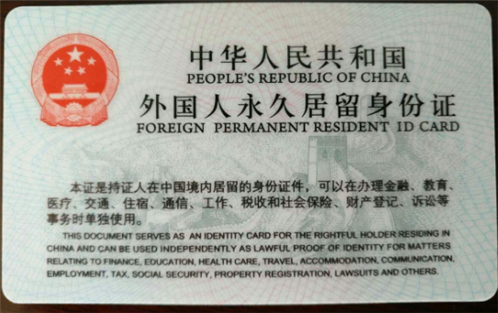 中华人民共和国
PEOPLE'S REPUBLIC OF CHINA
外国人永久居留身份证
FOREIGN PERMANENT RESIDENT ID CARD
本证是持证人在中国境内居留的身份证件，可以在办理金融、教育、
医疗、交通、住宿、通信、工作、税收和社会保险、财产登记、诉讼等
事务时单独使用。
THIS DOCUMENT SERVES AS AN IDENTITY CARD FOR THE RIGHTFUL HOLDER RESIDING IN
CHINA AND CAN BE USED INDEPENDENTLY AS LAWFUL PROOF OF IDENTITY FOR MATTERS
RELATING TO FINANCE, EDUCATION, HEALTH CARE, TRAVEL, ACCOMMODATION, COMMUNICATION,
EMPLOYMENT, TAX, SOCIAL SECURITY, PROPERTY REGISTRATION, LAWSUITS AND OTHERS.